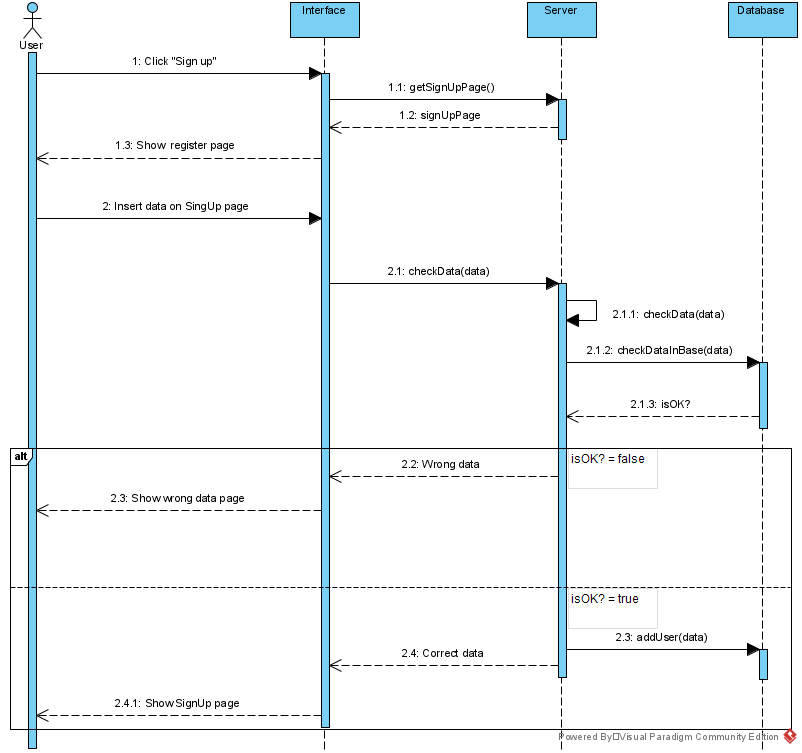 User
Interface
Server
Database
1: Click "Sign up"
1.1: getSignUpPage()
1.2: signUpPage
1.3: Show register page
2: Insert data on SingUp page
2.1: checkData(data)
2.1.1: checkData(data)
2.1.2: checkDataInBase(data)
2.1.3: isOK?
alt
isOK? = false
2.2: Wrong data
2.3: Show wrong data page
isOK? = true
2.3: addUser(data)
2.4: Correct data
2.4.1: Show SignUp page
Powered By Visual Paradigm Community Edition